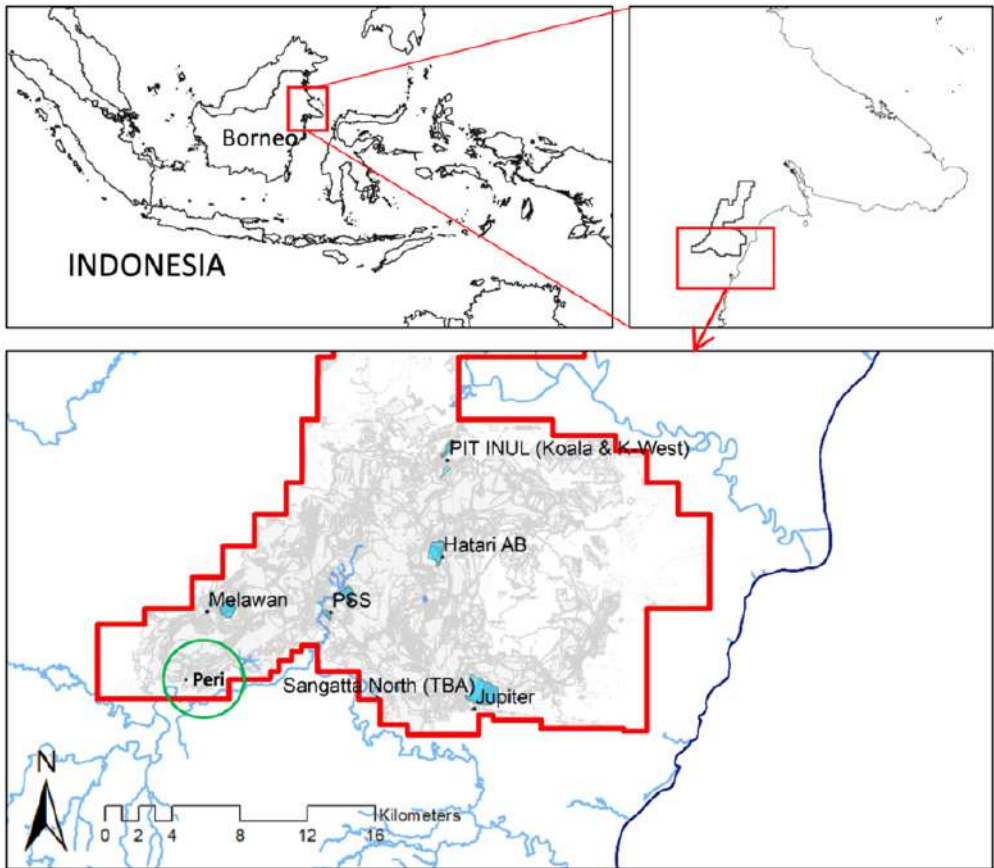 Borneo
INDONESIA
PIT INUL (Koala & K-West)
Hatari AB
Melawan
PSS
Peri
Sangatta North (TBA)
Jupiter
N
Kilometers
0 2 4 8 12 16